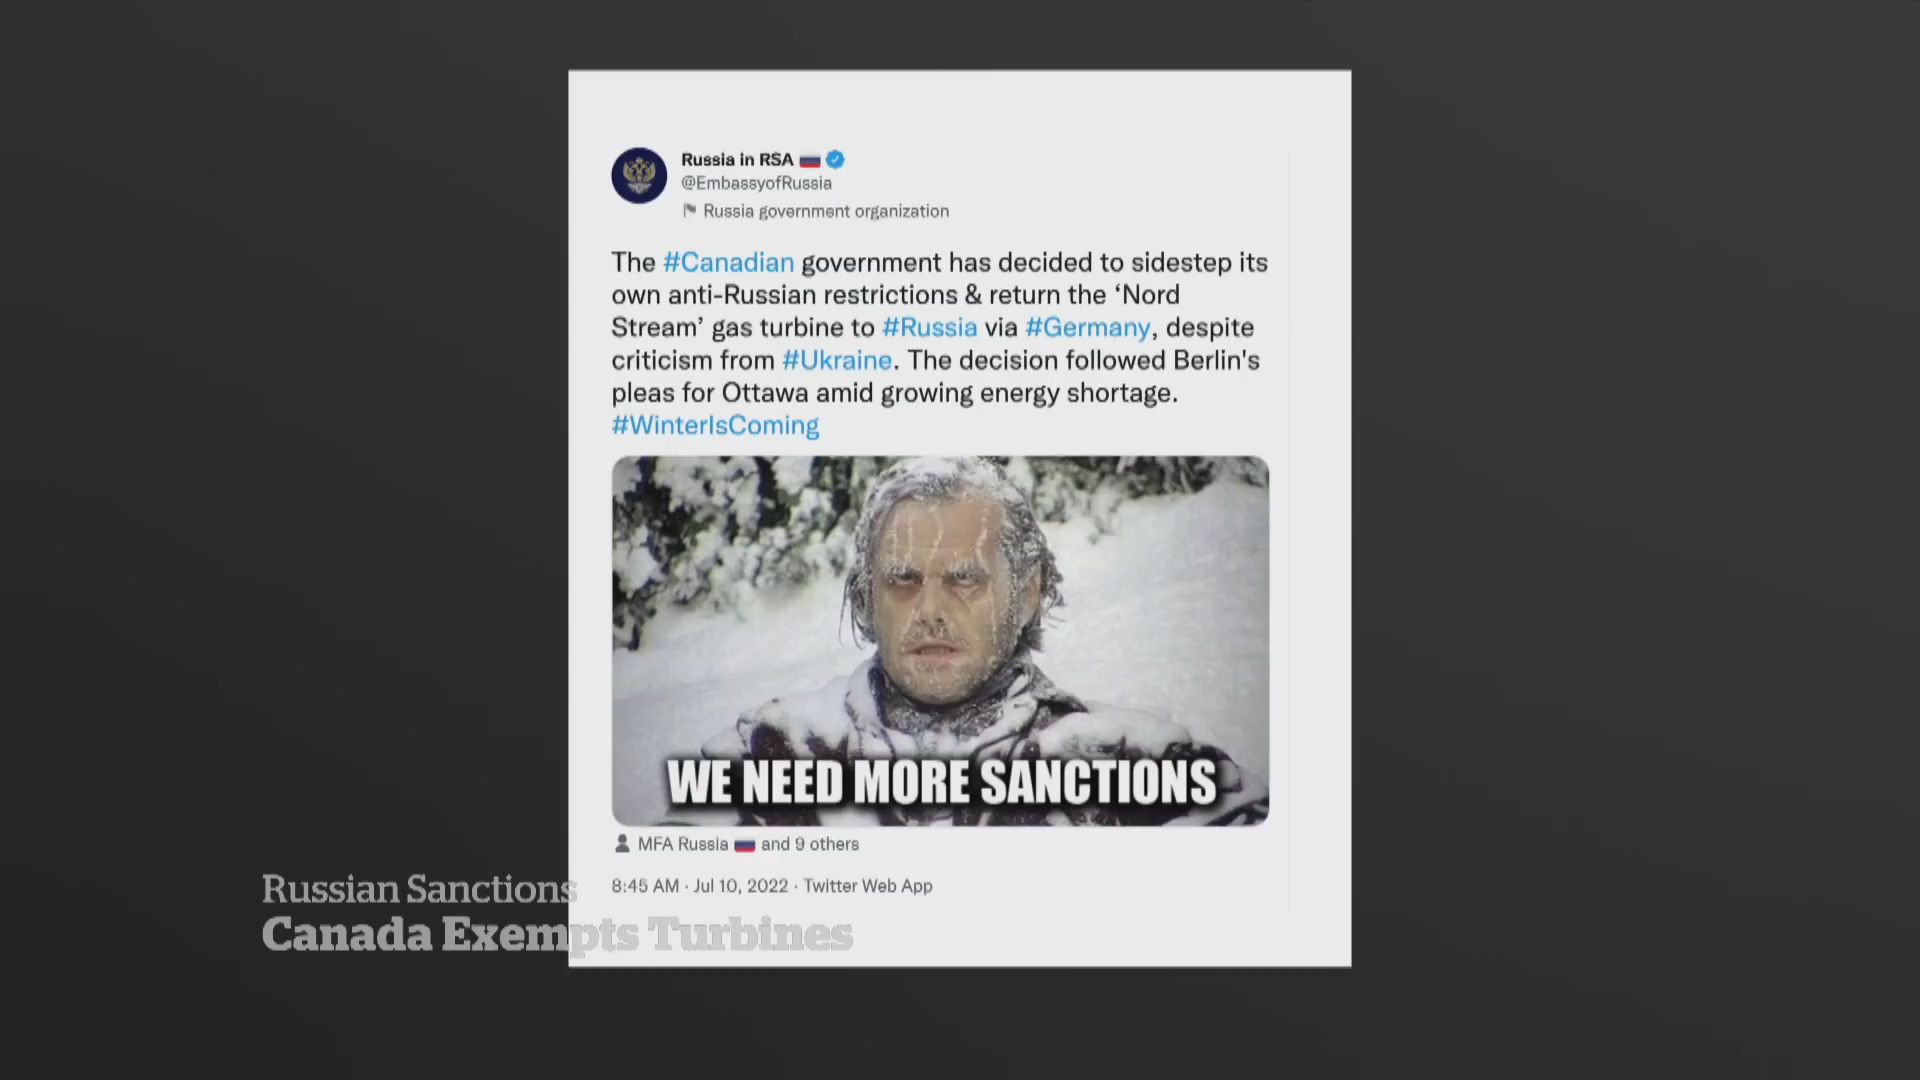 Russia in RSA
@EmbassyofRussia
Russia government organization
The #Canadian government has decided to sidestep its
own anti-Russian restrictions & return the ‘Nord
Stream’ gas turbine to #Russia via #Germany, despite
criticism from #Ukraine. The decision followed Berlin's
pleas for Ottawa amid growing energy shortage.
#WinterIsComing
WE NEED MORE SANCTIONS
MFA Russia and 9 others
8:45 AM · Jul 10, 2022 · Twitter Web App
Russian Sanctions
Canada Exempts Turbines